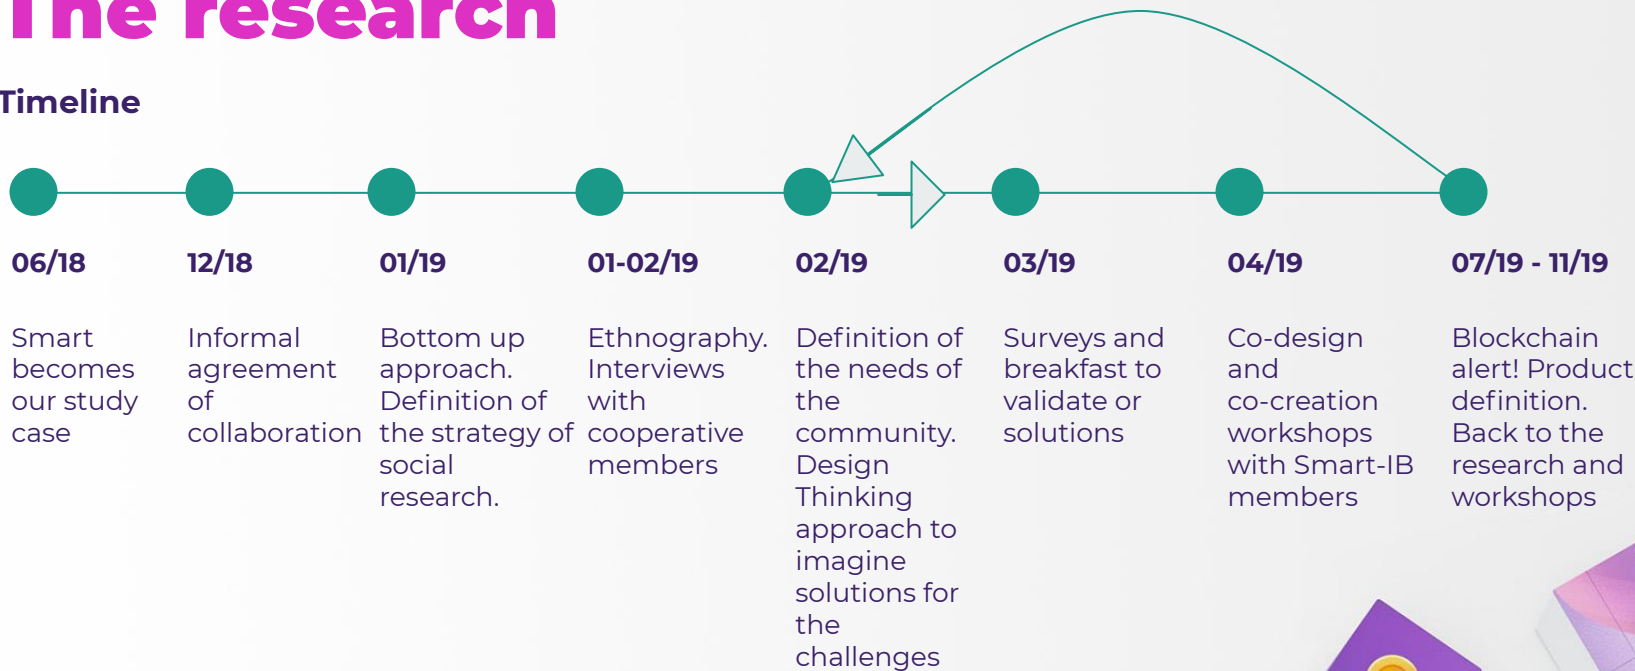 The research
Timeline
06/18
Smart
becomes
our study
case
12/18
Informal
agreement
of
collaboration
01/19
Bottom up
approach.
Definition of
the strategy of
social
research.
01-02/19
Ethnography.
Interviews
with
cooperative
members
02/19
Definition of
the needs of
the
community.
Design
Thinking
approach to
imagine
solutions for
the
challenges
03/19
Surveys and
breakfast to
validate or
solutions
04/19
Co-design
and
co-creation
workshops
with Smart-IB
members
07/19 - 11/19
Blockchain
alert! Product
definition.
Back to the
research and
workshops